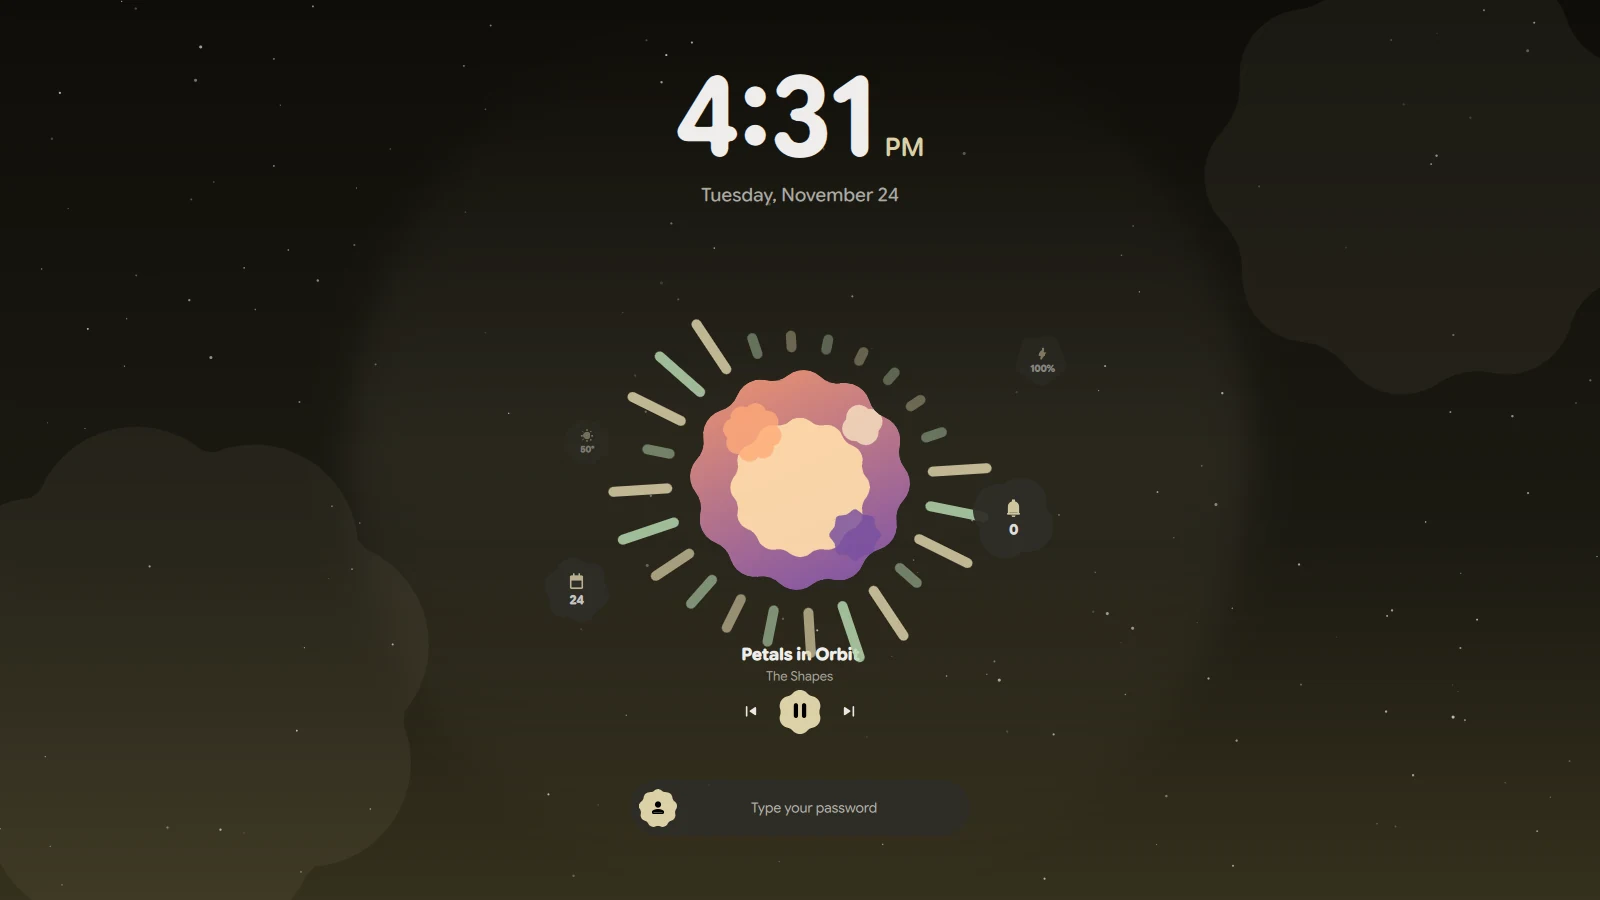 4:31 PM
Tuesday, November 24
100%
50°
0
24
Petals in Orbit
The Shapes
Type your password